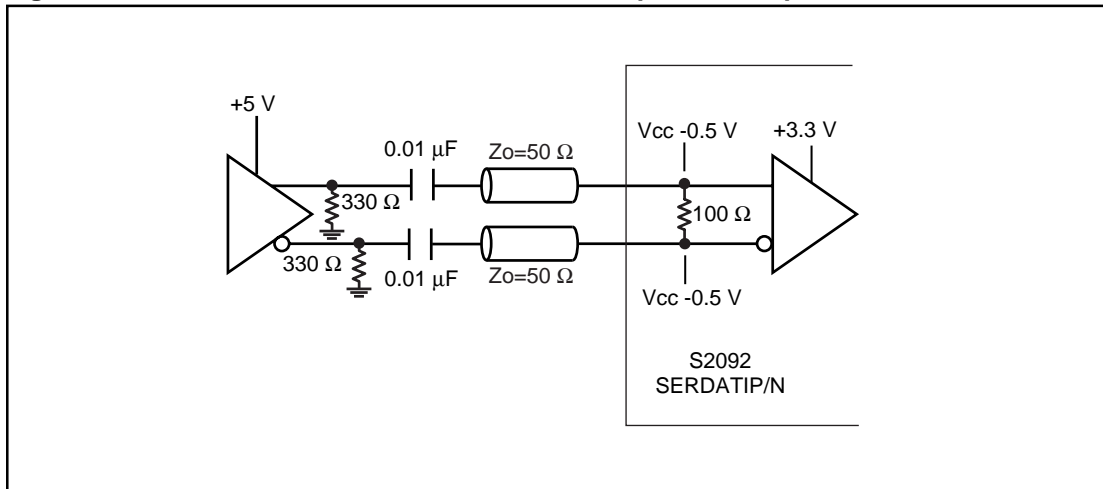 +5 V
0.01 μF
Zo=50 Ω
Vcc -0.5 V
+3.3 V
330 Ω
100 Ω
330 Ω
0.01 μF
Zo=50 Ω
Vcc -0.5 V
S2092
SERDATIP/N